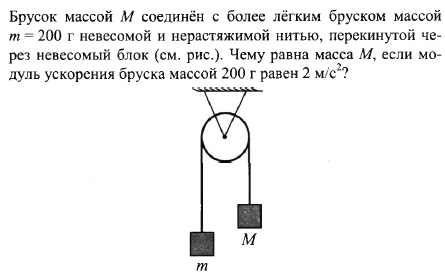 Брусок массой M соединён с более лёгким бруском массой
m = 200 г невесомой и нерастяжимой нитью, перекинутой че-
рез невесомый блок (см. рис.). Чему равна масса M, если мо-
дуль ускорения бруска массой 200 г равен 2 м/с²?
M
m